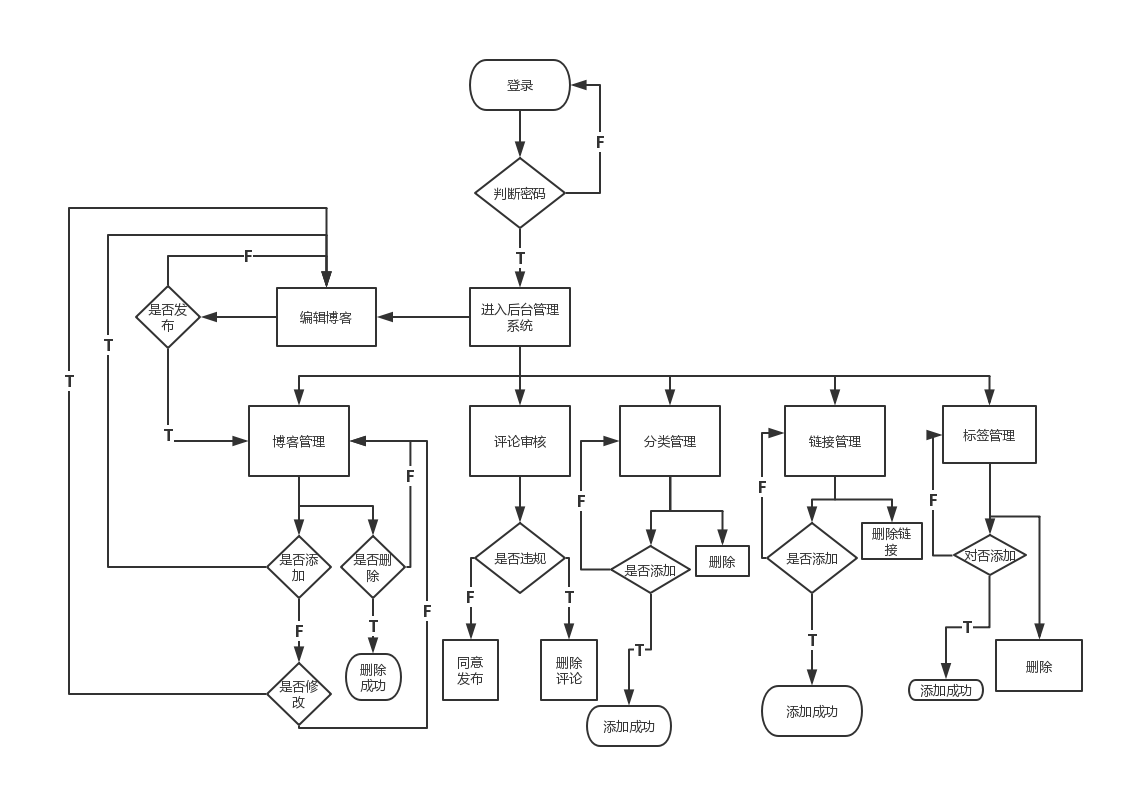 登录
F
判断密码
T
F
是否发
布
编辑博客
进入后台管理
系统
T
T
T
博客管理
评论审核
分类管理
链接管理
标签管理
F
F
F
F
是否添
加
是否删
除
是否违规
是否添加
删除
是否添加
删除链
接
对否添加
F
T
F
F
T
T
T
T
是否修
改
删除
成功
同意
发布
删除
评论
添加成功
添加成功
添加成功
删除